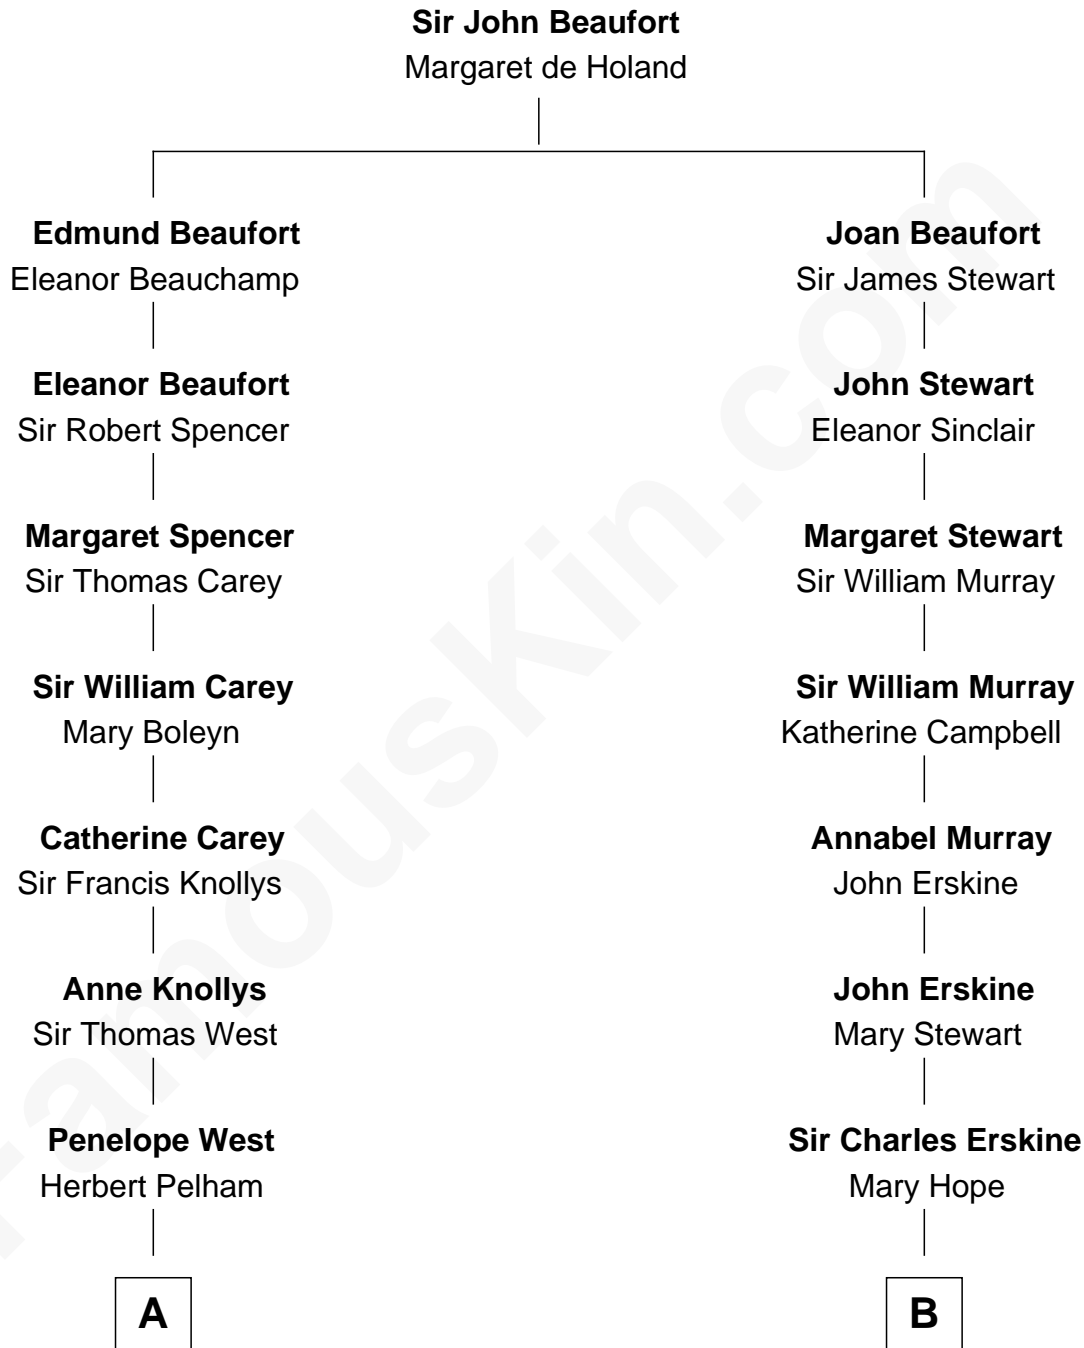 Sir John Beaufort
Margaret de Holand
Edmund Beaufort
Eleanor Beauchamp
Joan Beaufort
Sir James Stewart
Eleanor Beaufort
Sir Robert Spencer
John Stewart
Eleanor Sinclair
Margaret Spencer
Sir Thomas Carey
Margaret Stewart
Sir William Murray
Sir William Carey
Mary Boleyn
Sir William Murray
Katherine Campbell
Catherine Carey
Sir Francis Knollys
Annabel Murray
John Erskine
Anne Knollys
Sir Thomas West
John Erskine
Mary Stewart
Penelope West
Herbert Pelham
Sir Charles Erskine
Mary Hope
A
B
FamousKin.com